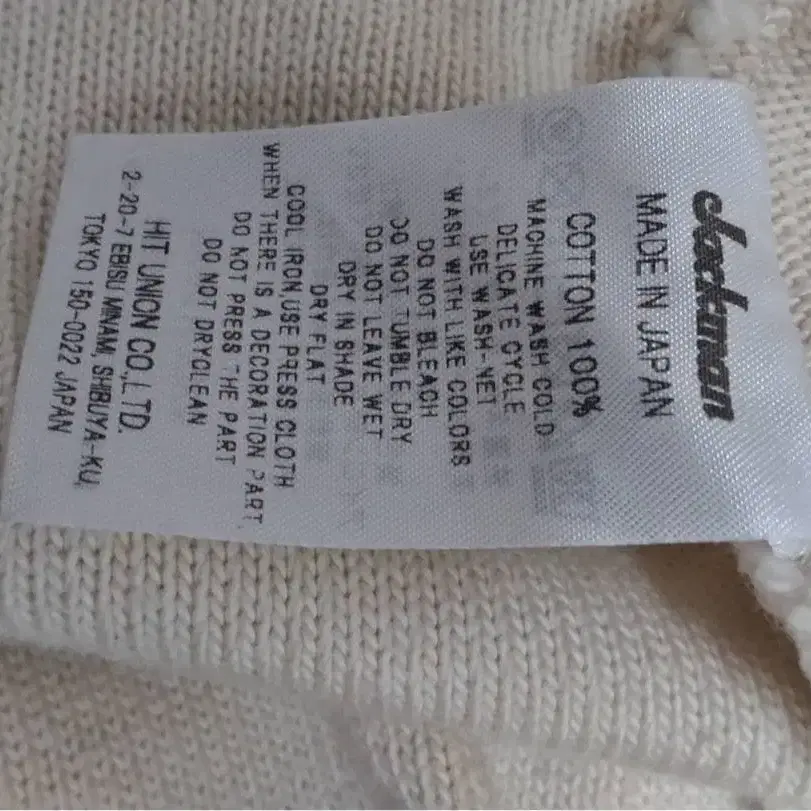 Jackman
MADE IN JAPAN
COTTON 100%
MACHINE WASH COLD
DELICATE CYCLE
USE WASH-NET
WASH WITH LIKE COLORS
DO NOT BLEACH
DO NOT TUMBLE DRY
DO NOT LEAVE WET
DRY IN SHADE
DRY FLAT
COOL IRON,USE PRESS CLOTH
WHEN THERE IS A DECORATION PART,
DO NOT PRESS THE PART
DO NOT DRYCLEAN
HIT UNION CO.,LTD.
2-20-7 EBISU MINAMI, SHIBUYA-KU,
TOKYO 150-0022 JAPAN